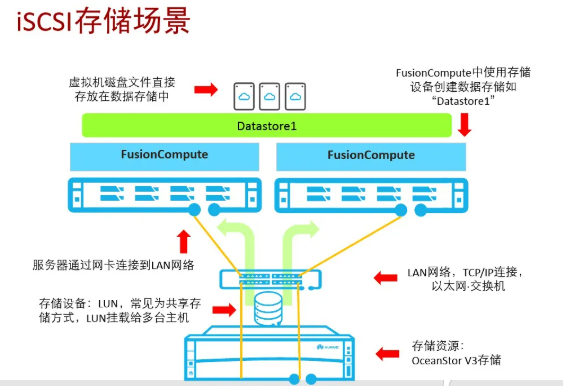 iSCSI存储场景
虚拟机磁盘文件直接
存放在数据存储中
FusionCompute中使用存储
设备创建数据存储如
“Datastore1”
Datastore1
FusionCompute
FusionCompute
服务器通过网卡连接到LAN网络
LAN网络，TCP/IP连接，
以太网·交换机
存储设备：LUN，常见为共享存
储方式，LUN挂载给多台主机
存储资源：
OceanStor V3存储
HUAWEI